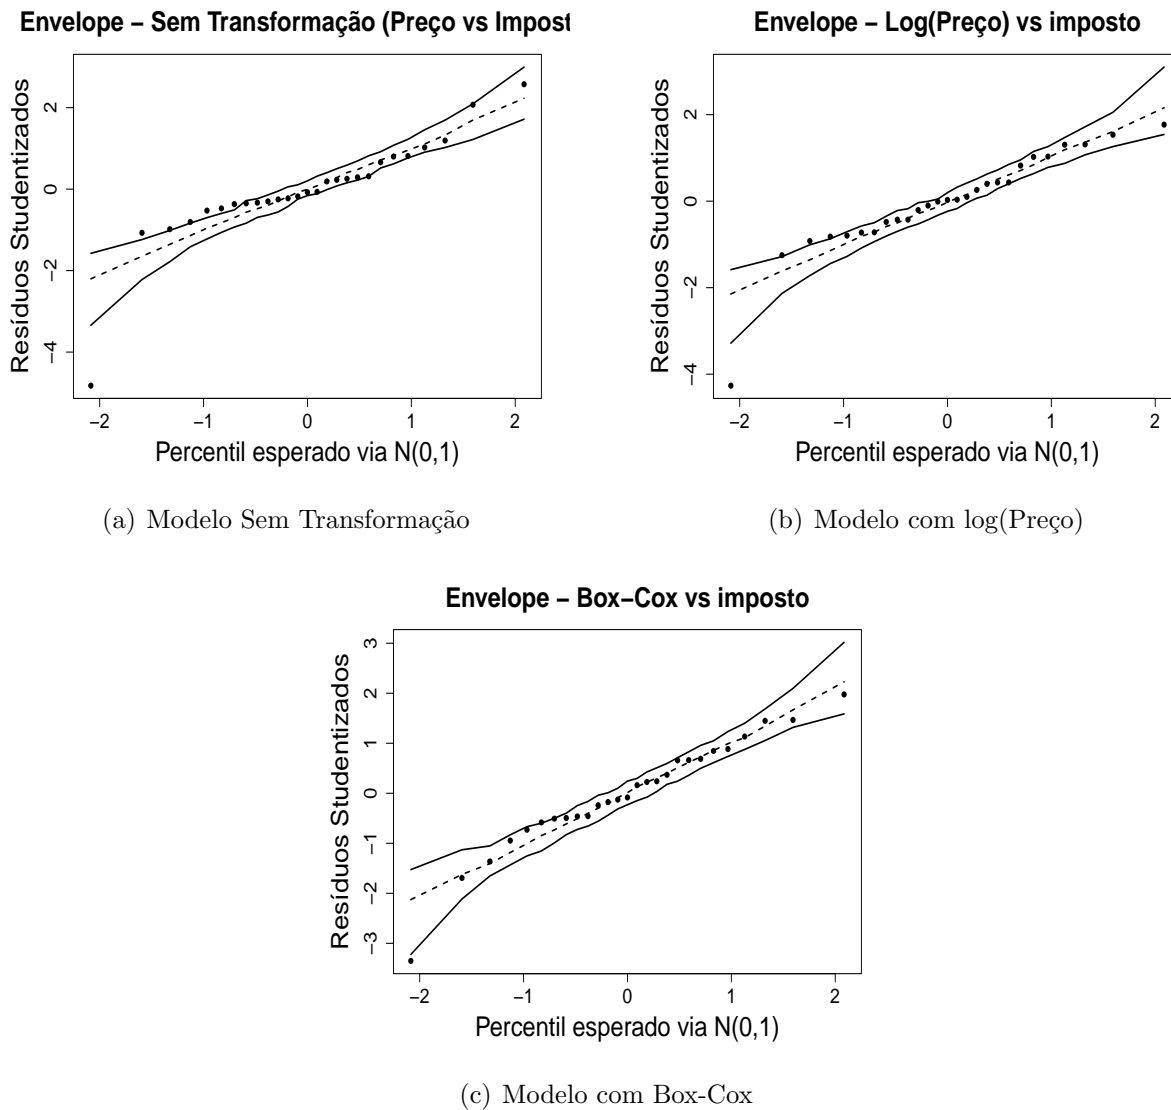 Envelope − Sem Transformação (Preço vs Impost
Resíduos Studentizados
2
0
−2
−4
−2 −1 0 1 2
Percentil esperado via N(0,1)
(a) Modelo Sem Transformação
Envelope − Log(Preço) vs imposto
Resíduos Studentizados
2
0
−2
−4
−2 −1 0 1 2
Percentil esperado via N(0,1)
(b) Modelo com log(Preço)
Envelope − Box−Cox vs imposto
Resíduos Studentizados
3
2
1
0
−1
−2
−3
−2 −1 0 1 2
Percentil esperado via N(0,1)
(c) Modelo com Box-Cox